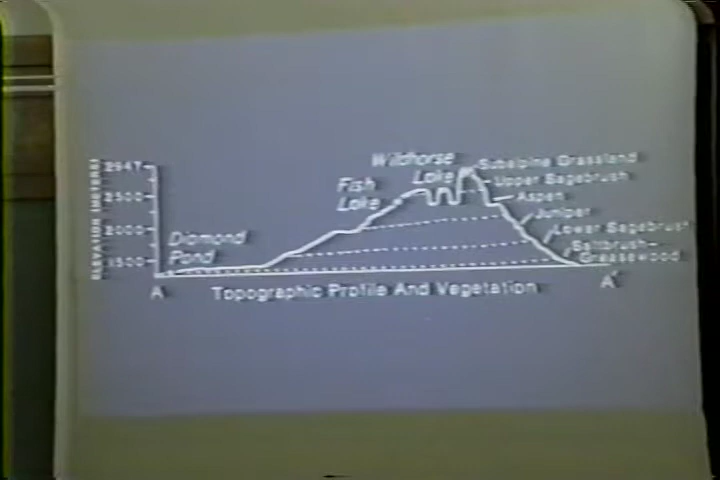 2947
2500
2000
1500
ELEVATION (METERS)
Diamond
Pond
Fish
Lake
Wildhorse
Lake
Subalpine Grassland
Upper Sagebrush
Aspen
Juniper
Lower Sagebrus
Saltbrush-
Greasewood
A
A'
Topographic Profile And Vegetation